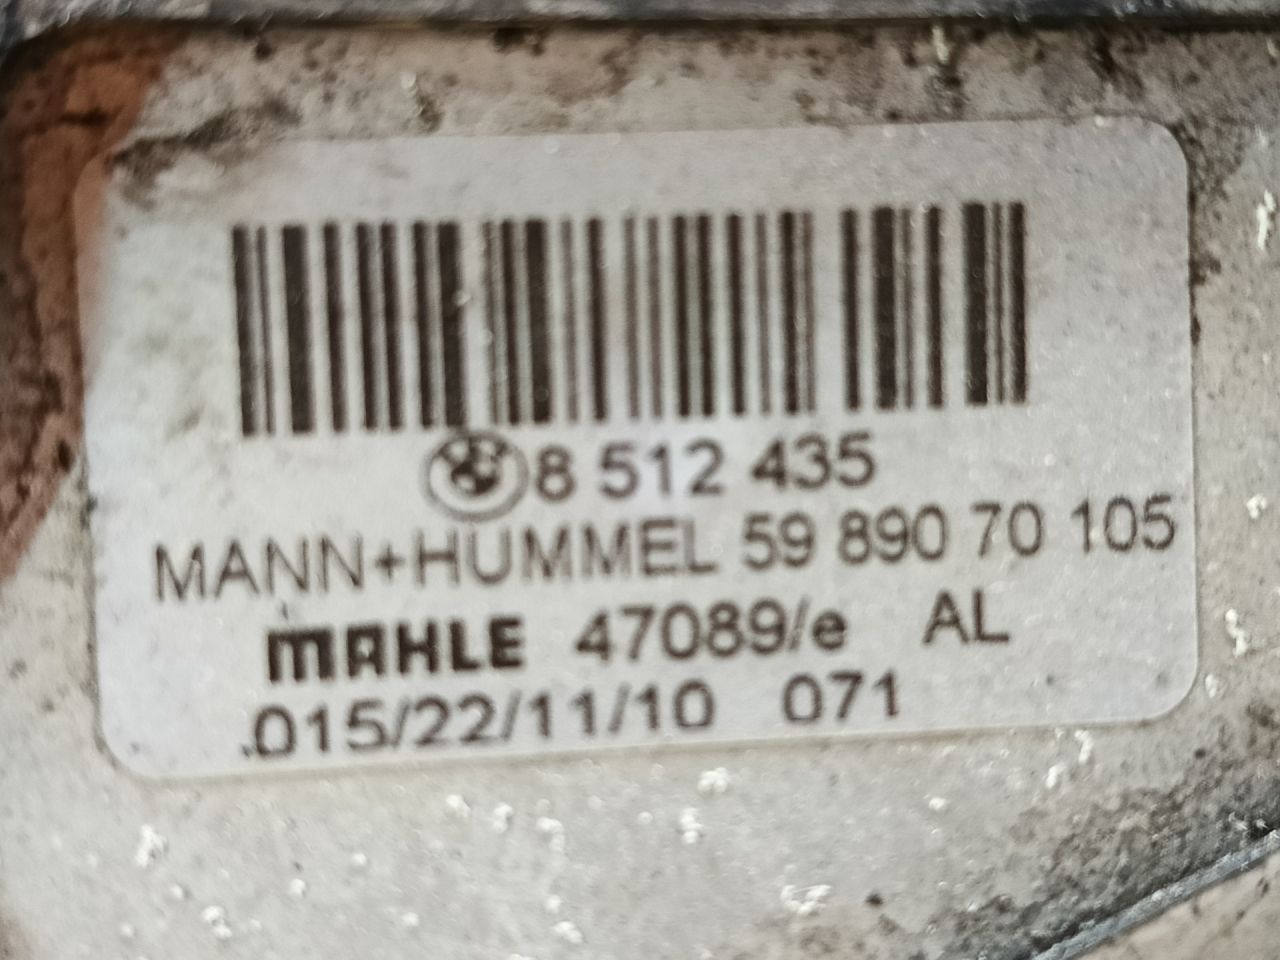 8 512 435
MANN+HUMMEL 59 890 70 105
MAHLE 47089/e AL
015/22/11/10 071